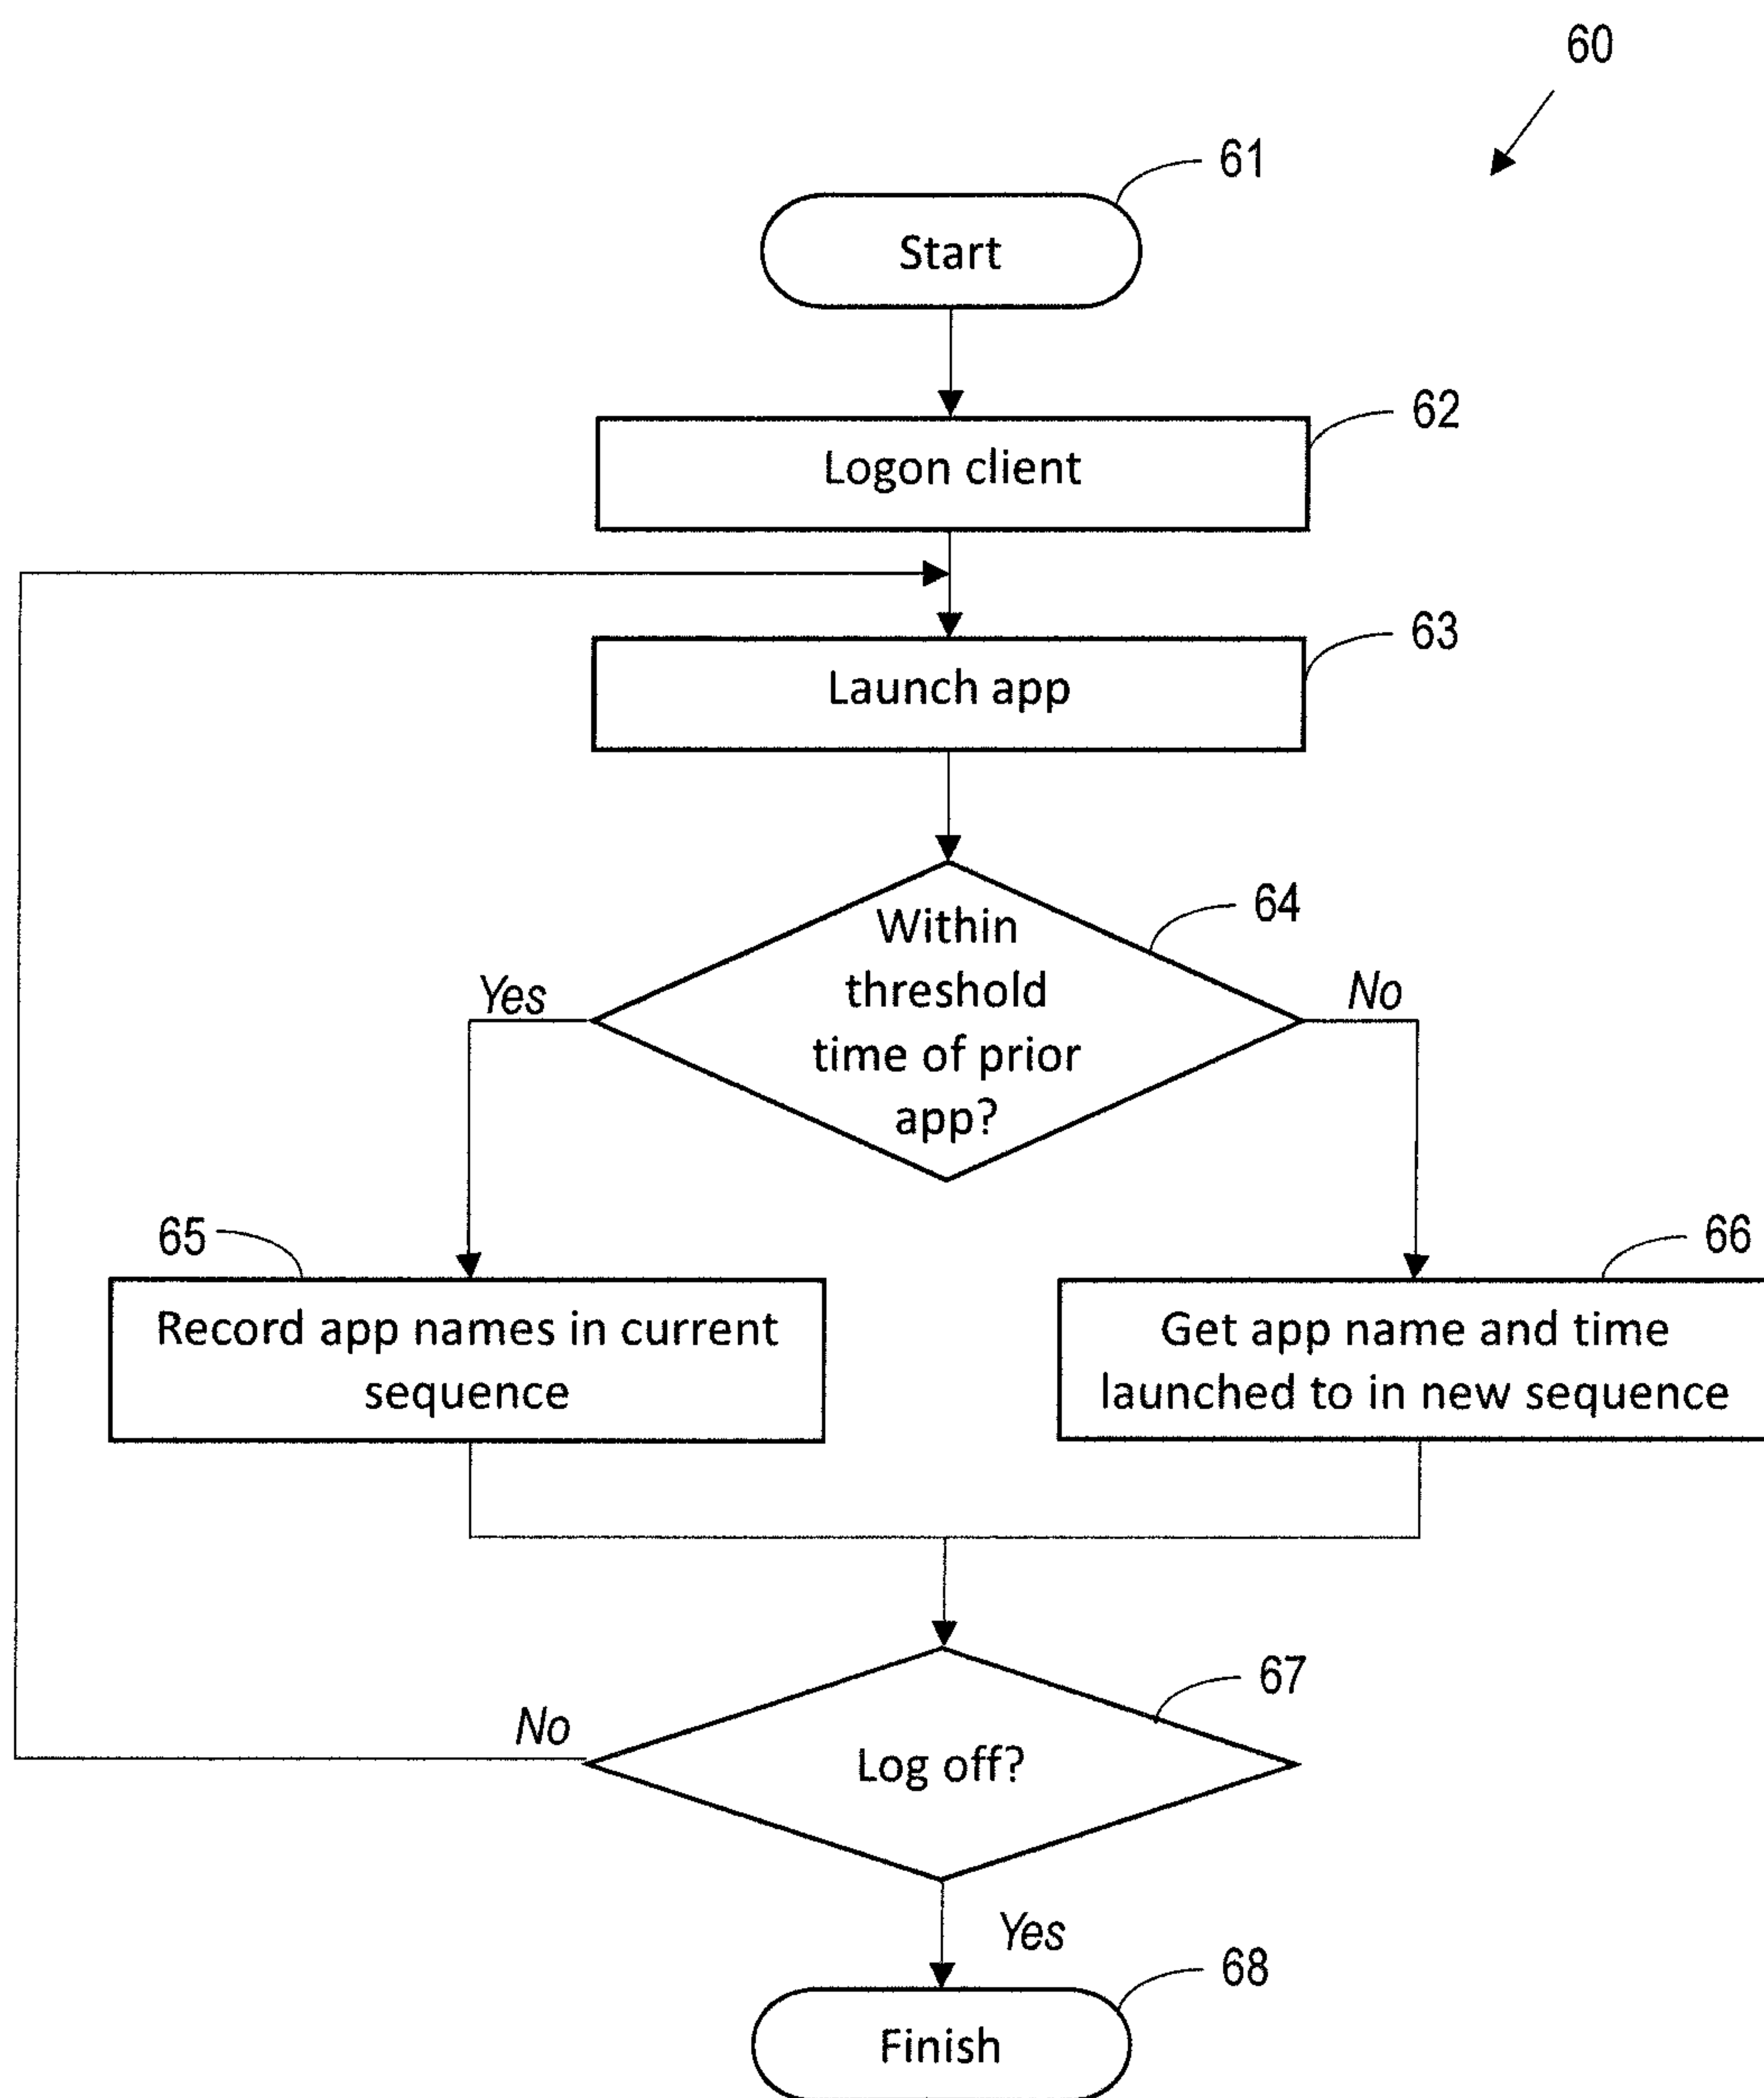 60
61
Start
62
Logon client
63
Launch app
64
Within
threshold
time of prior
app?
Yes
No
65
66
Record app names in current
sequence
Get app name and time
launched to in new sequence
67
No
Log off?
Yes
68
Finish